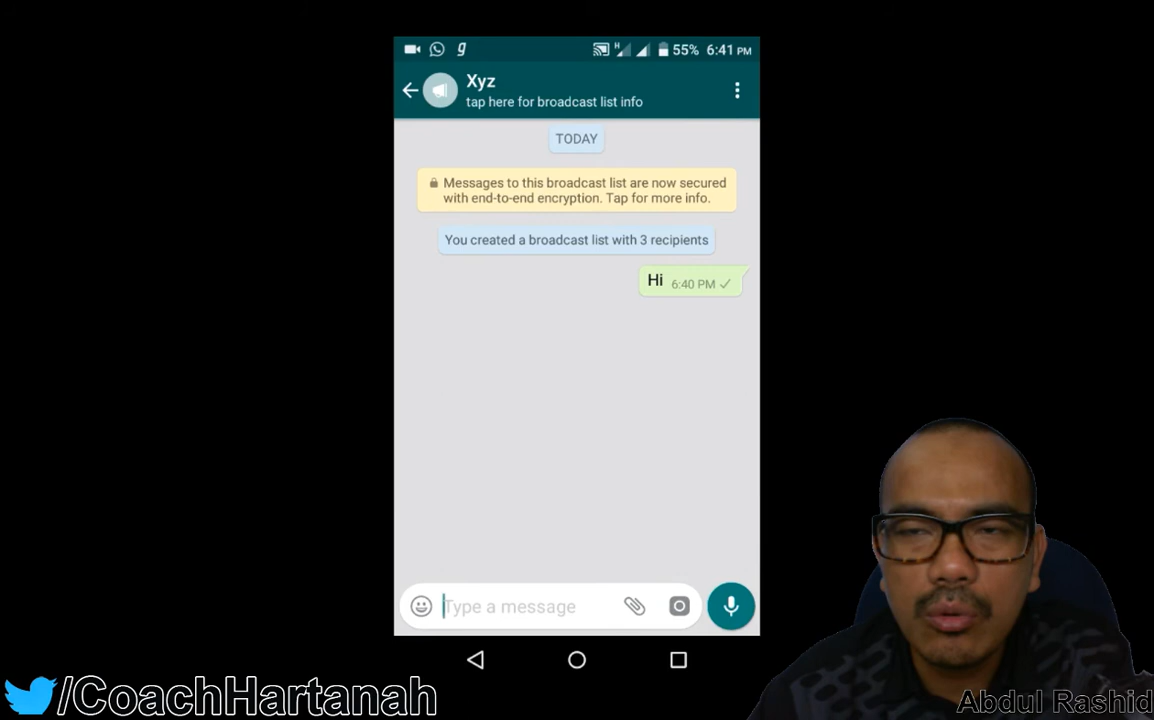 g
H
55% 6:41 PM
Xyz
tap here for broadcast list info
TODAY
Messages to this broadcast list are now secured
with end-to-end encryption. Tap for more info.
You created a broadcast list with 3 recipients
Hi 6:40 PM
Type a message
/CoachHartanah
Abdul Rashid